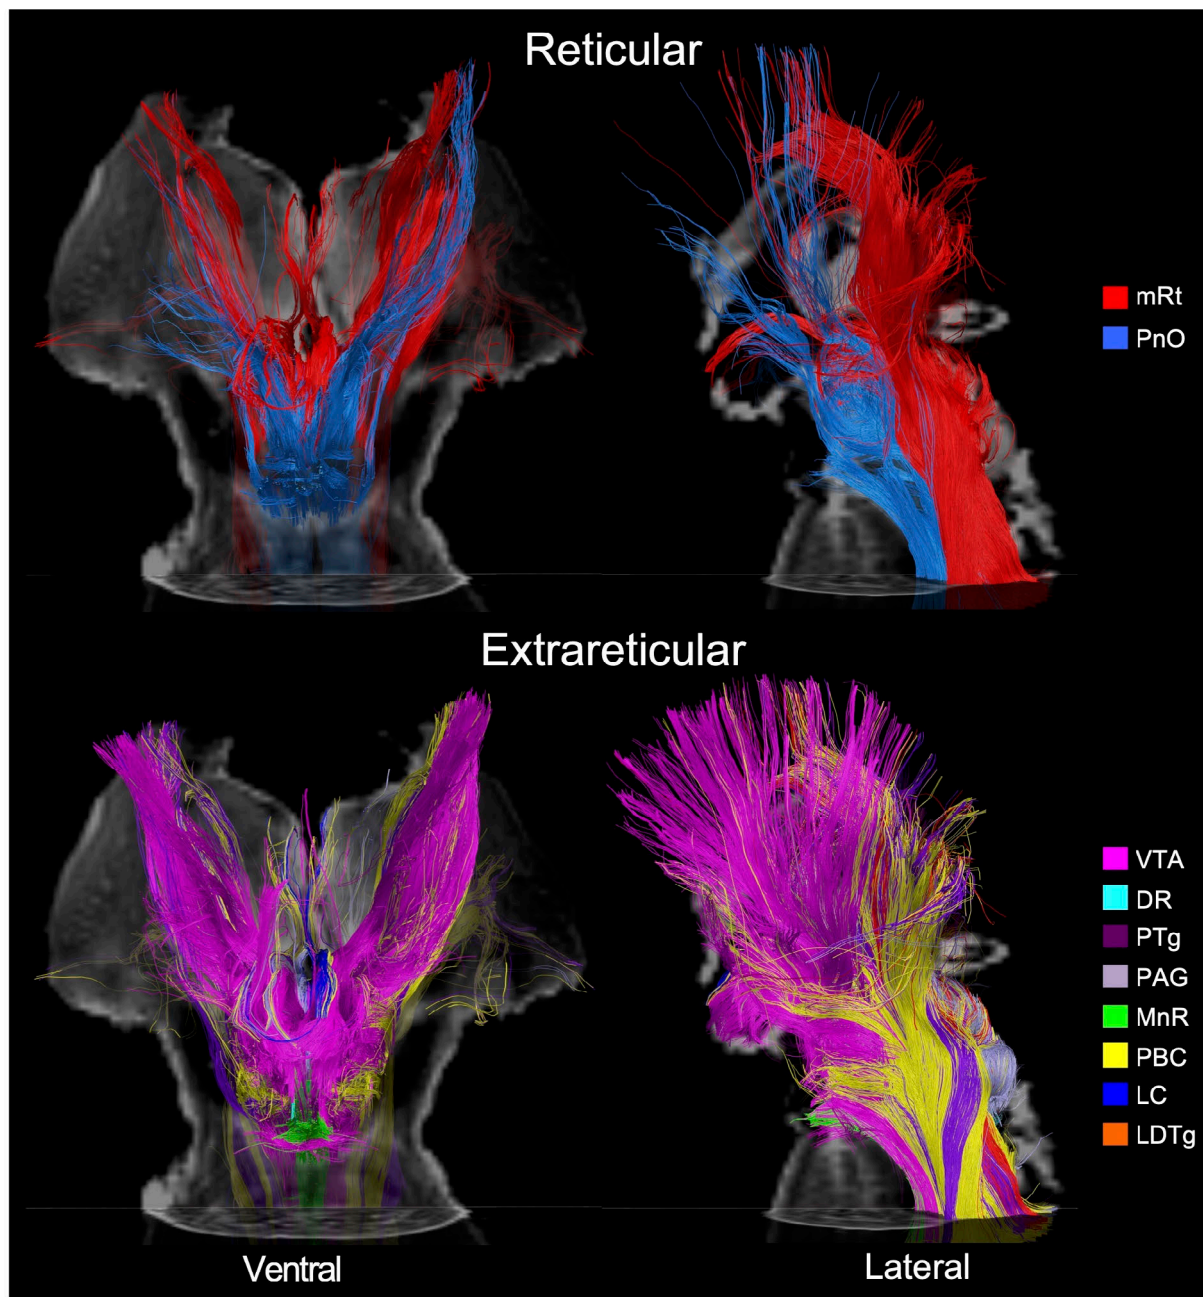 Reticular
mRt
PnO
Extrareticular
VTA
DR
PTg
PAG
MnR
PBC
LC
LDTg
Ventral
Lateral